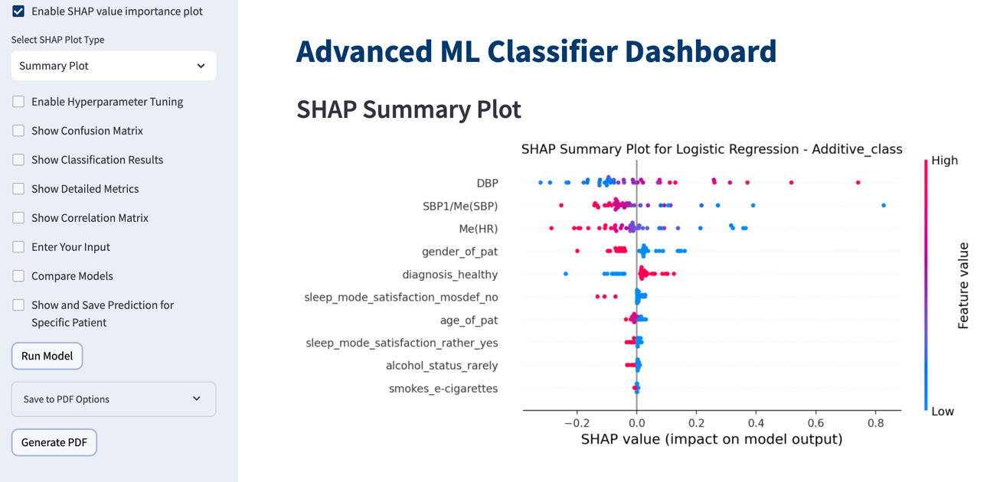 Enable SHAP value importance plot
Select SHAP Plot Type
Summary Plot
Enable Hyperparameter Tuning
Show Confusion Matrix
Show Classification Results
Show Detailed Metrics
Show Correlation Matrix
Enter Your Input
Compare Models
Show and Save Prediction for
Specific Patient
Run Model
Save to PDF Options
Generate PDF
Advanced ML Classifier Dashboard
SHAP Summary Plot
SHAP Summary Plot for Logistic Regression - Additive_class
DBP
SBP1/Me(SBP)
Me(HR)
gender_of_pat
diagnosis_healthy
sleep_mode_satisfaction_mosdef_no
age_of_pat
sleep_mode_satisfaction_rather_yes
alcohol_status_rarely
smokes_e-cigarettes
−0.2 0.0 0.2 0.4 0.6 0.8
SHAP value (impact on model output)
High
Feature value
Low